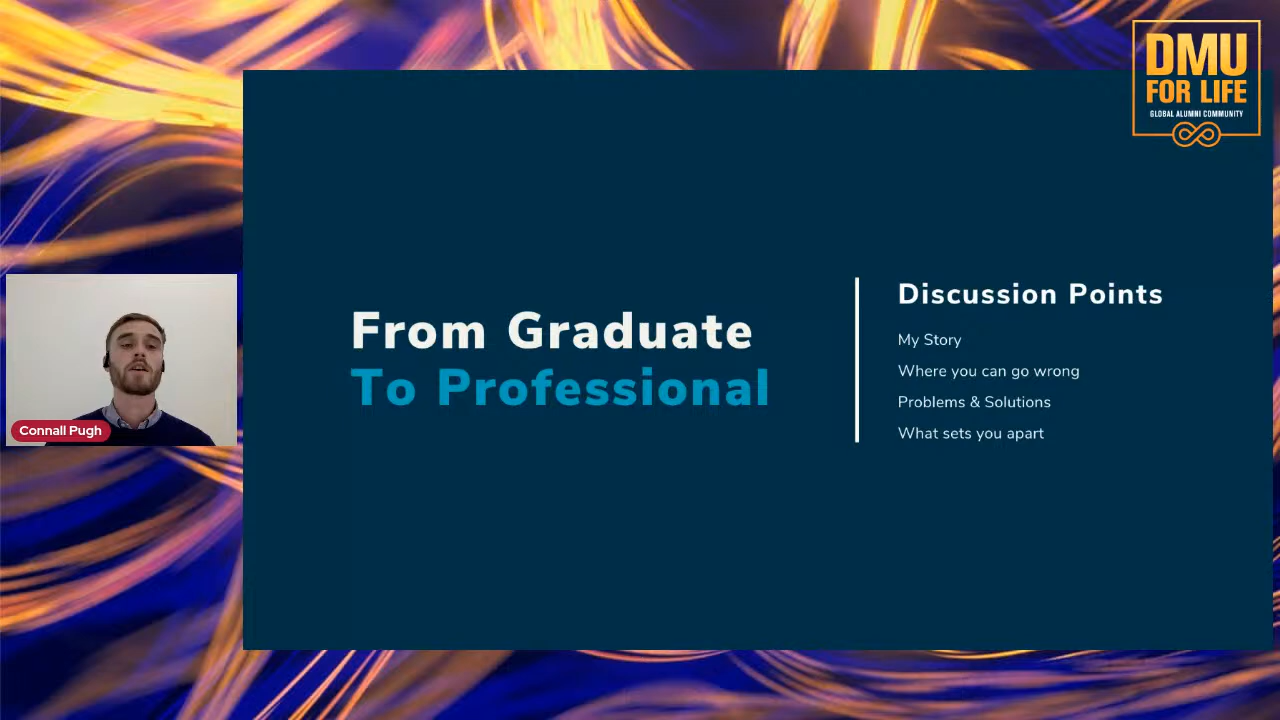 DMU
FOR LIFE
GLOBAL ALUMNI COMMUNITY
From Graduate
To Professional
Discussion Points
My Story
Where you can go wrong
Problems & Solutions
What sets you apart
Connall Pugh